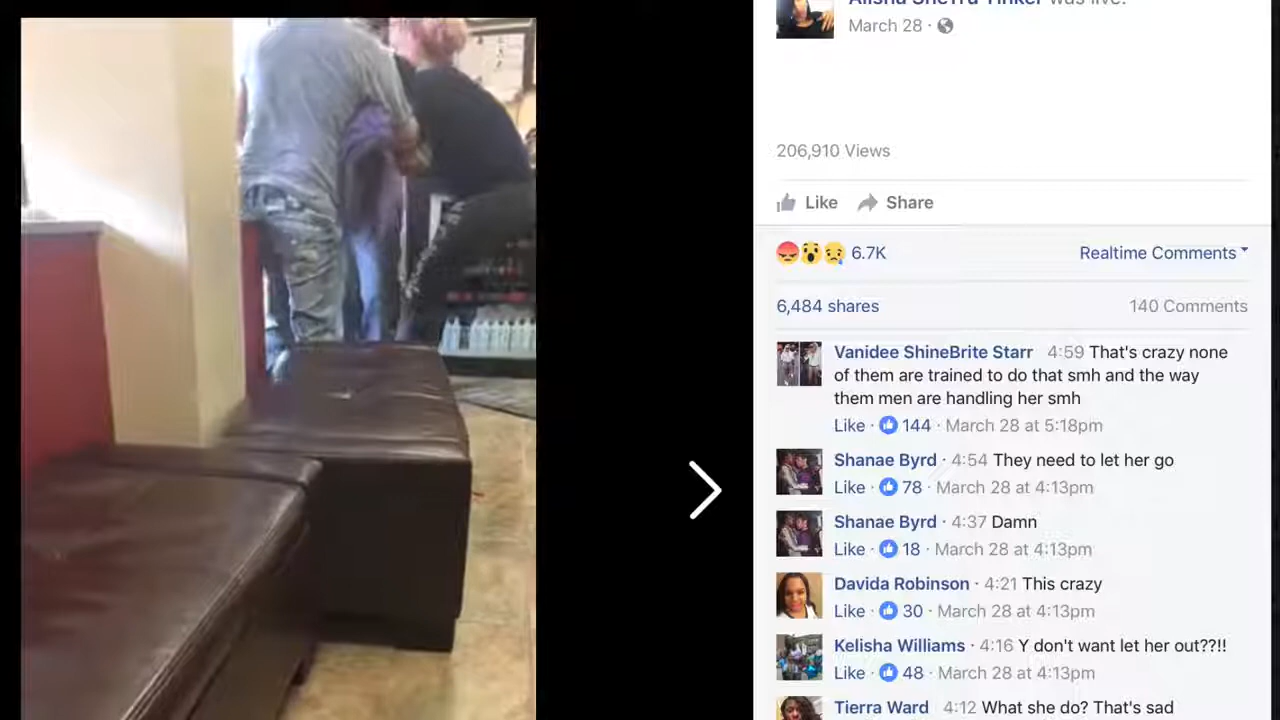 was live.
March 28 ·
206,910 Views
Like Share
6.7K Realtime Comments
6,484 shares 140 Comments
Vanidee ShineBrite Starr 4:59 That's crazy none
of them are trained to do that smh and the way
them men are handling her smh
Like · 144 · March 28 at 5:18pm
Shanae Byrd · 4:54 They need to let her go
Like · 78 · March 28 at 4:13pm
Shanae Byrd · 4:37 Damn
Like · 18 · March 28 at 4:13pm
Davida Robinson · 4:21 This crazy
Like · 30 · March 28 at 4:13pm
Kelisha Williams · 4:16 Y don't want let her out??!!
Like · 48 · March 28 at 4:13pm
Tierra Ward 4:12 What she do? That's sad